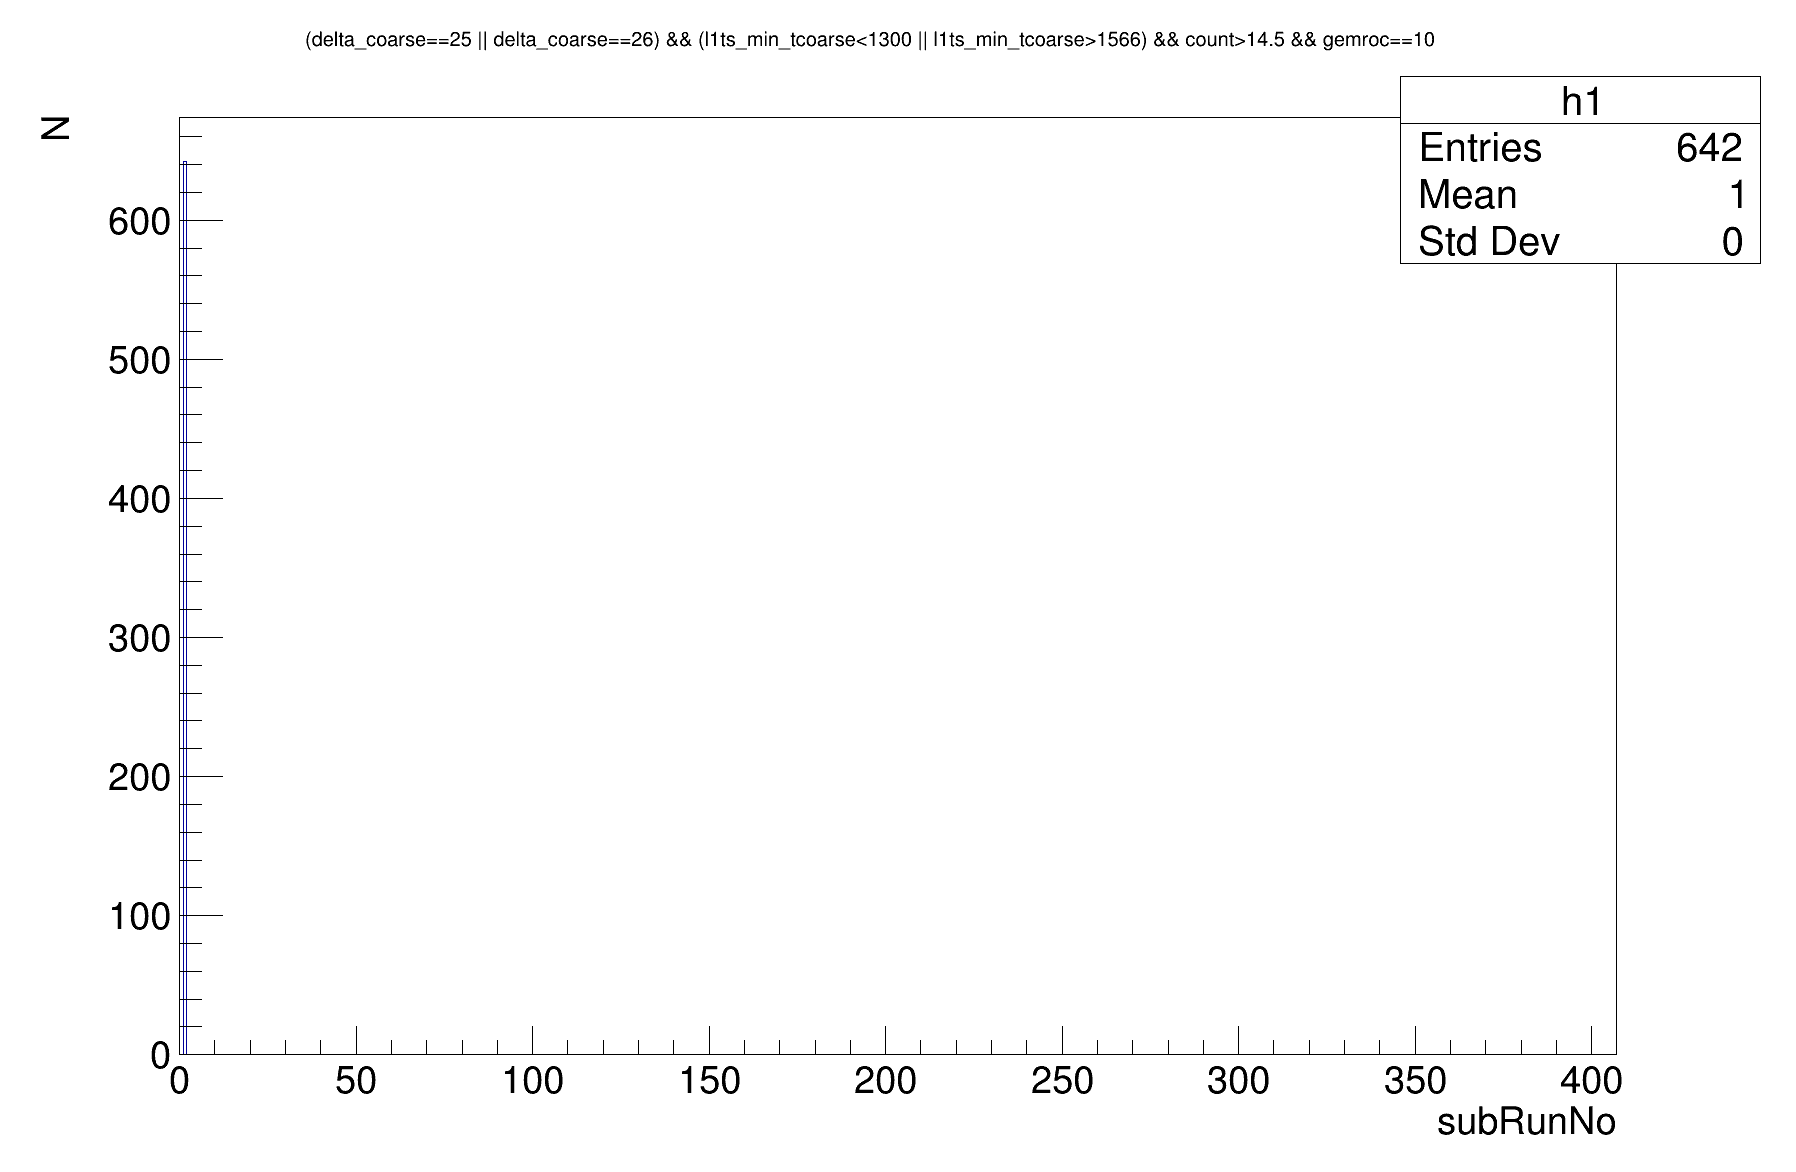 (delta_coarse==25 || delta_coarse==26) && (l1ts_min_tcoarse<1300 || l1ts_min_tcoarse>1566) && count>14.5 && gemroc==10
h1
Entries 642
Mean 1
Std Dev 0
N
600
500
400
300
200
100
0
0 50 100 150 200 250 300 350 400
subRunNo